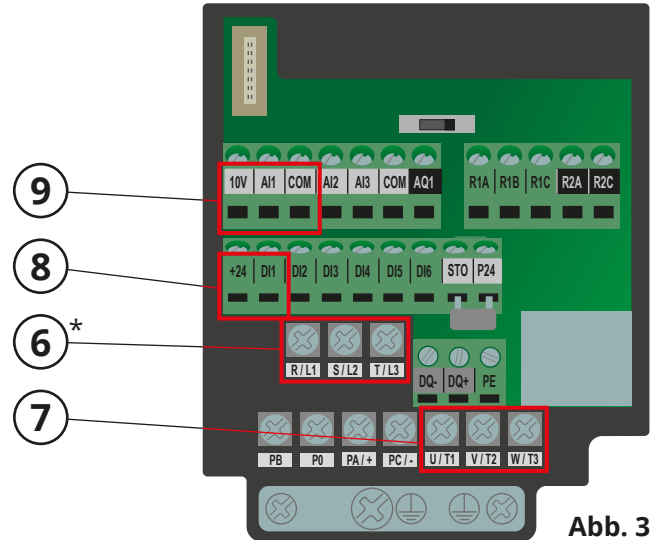 10V AI1 COM AI2 AI3 COM AQ1 R1A R1B R1C R2A R2C
9
+24 DI1 DI2 DI3 DI4 DI5 DI6 STO P24
8
6*
R/L1 S/L2 T/L3
DQ- DQ+ PE
7
PB P0 PA/+ PC/- U/T1 V/T2 W/T3
Abb. 3